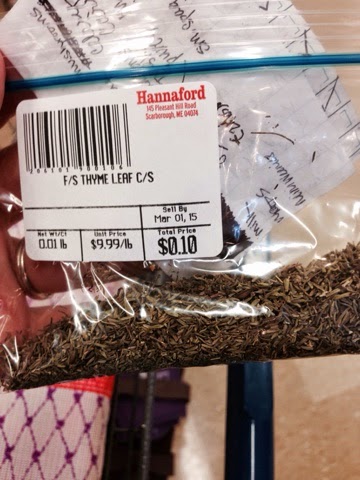 Hannaford
145 Pleasant Hill Road
Scarborough, ME 04074
F/S THYME LEAF C/S
Sell By
Mar 01, 15
Net Wt/Ct Unit Price Total Price
0.01 lb $9.99/lb $0.10
mushrooms